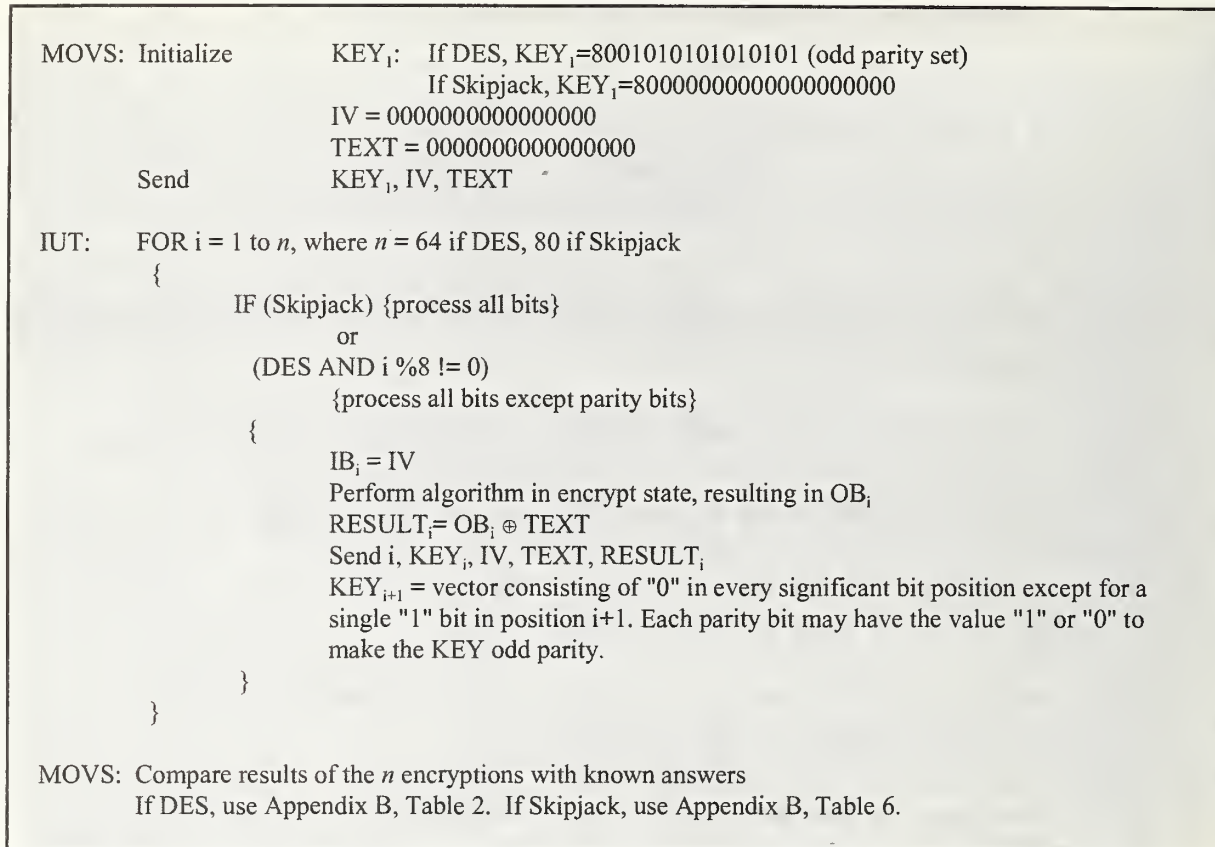 MOVS: Initialize KEY₁: If DES, KEY₁=8001010101010101 (odd parity set)
If Skipjack, KEY₁=80000000000000000000
IV = 0000000000000000
TEXT = 0000000000000000
Send KEY₁, IV, TEXT
IUT: FOR i = 1 to n, where n = 64 if DES, 80 if Skipjack
{
IF (Skipjack) {process all bits}
or
(DES AND i %8 != 0)
{process all bits except parity bits}
{
IBᵢ = IV
Perform algorithm in encrypt state, resulting in OBᵢ
RESULTᵢ= OBᵢ ⊕ TEXT
Send i, KEYᵢ, IV, TEXT, RESULTᵢ
KEYᵢ₊₁ = vector consisting of "0" in every significant bit position except for a
single "1" bit in position i+1. Each parity bit may have the value "1" or "0" to
make the KEY odd parity.
}
}
MOVS: Compare results of the n encryptions with known answers
If DES, use Appendix B, Table 2. If Skipjack, use Appendix B, Table 6.